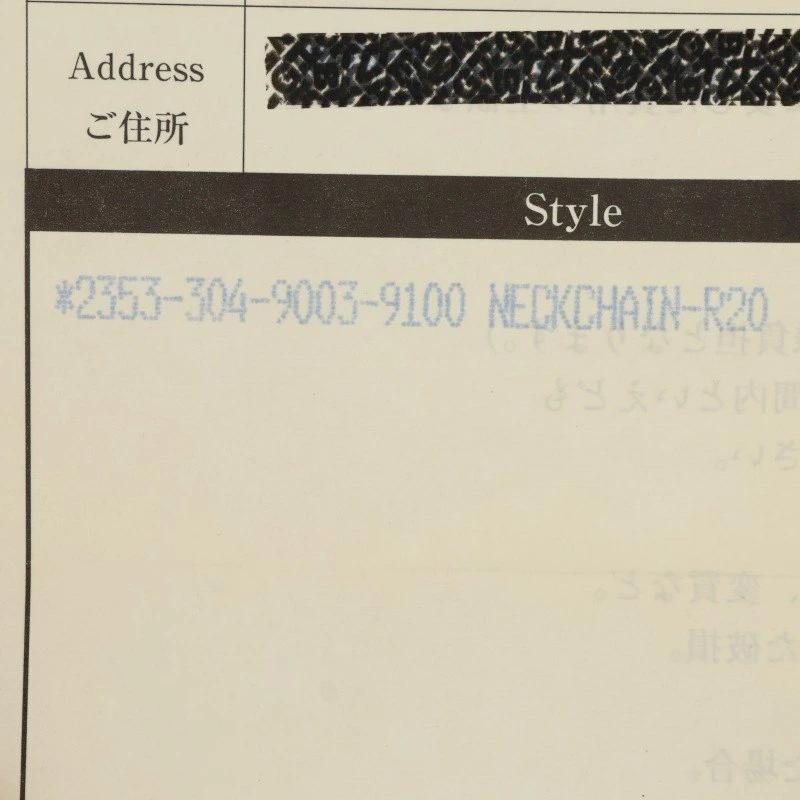 Address
ご住所
Style
*2353-304-9003-9100 NECKCHAIN-R20